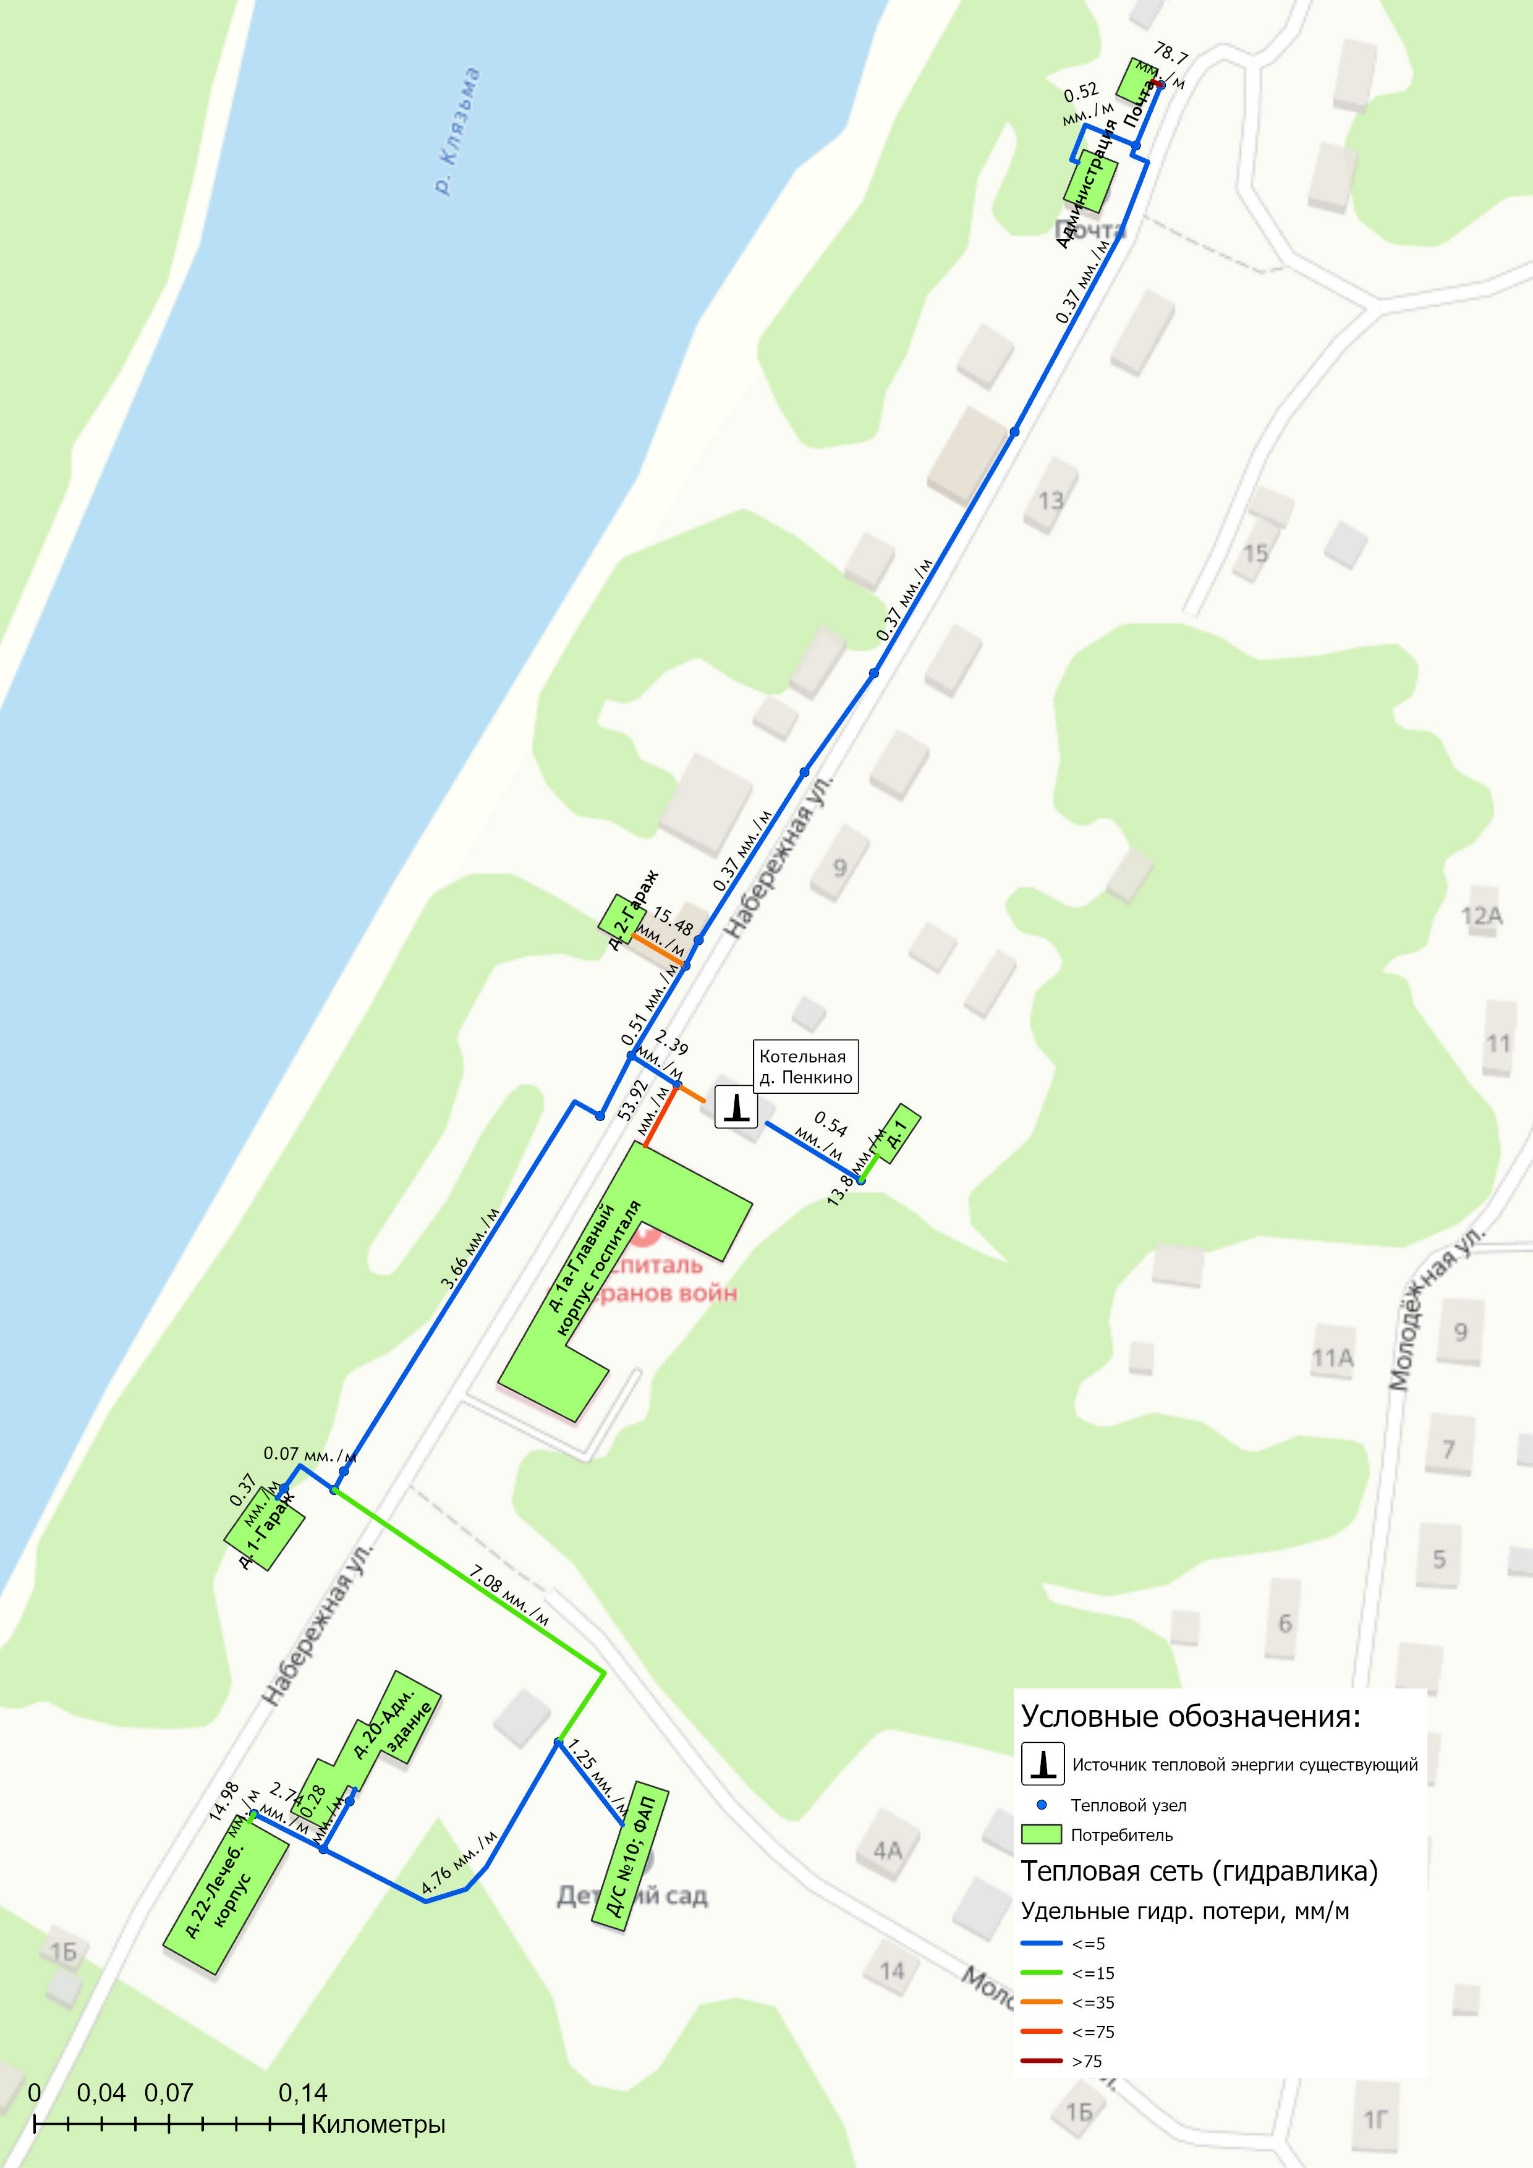 78.7
мм./м
0.52
мм./м
Почта
Администрация
Почта
р. Клязьма
0.37 мм./м
13
15
0.37 мм./м
0.37 мм./м
Набережная ул.
9
12А
д.2-Гараж
15.48
мм./м
0.51 мм./м
2.39
мм./м
11
Котельная
д. Пенкино
53.92
мм./м
0.54
мм./м
13.8 мм./м
д.1
д.1а-Главный
корпус госпиталя
спиталь
ранов войн
3.66 мм./м
Молодёжная ул.
9
11А
7
0.07 мм./м
0.37
мм./м
д.1-Гараж
5
7.08 мм./м
6
Набережная ул.
д.20-Адм.
здание
1.25 мм./м
14.98
мм./м
2.74
мм./м
0.28
мм./м
4.76 мм./м
д.22-Лечеб.
корпус
Д/С №10; ФАП
Детский сад
4А
1Б
14
Моло
Условные обозначения:
Источник тепловой энергии существующий
Тепловой узел
Потребитель
Тепловая сеть (гидравлика)
Удельные гидр. потери, мм/м
<=5
<=15
<=35
<=75
>75
1Б
1Г
0 0,04 0,07 0,14
Километры